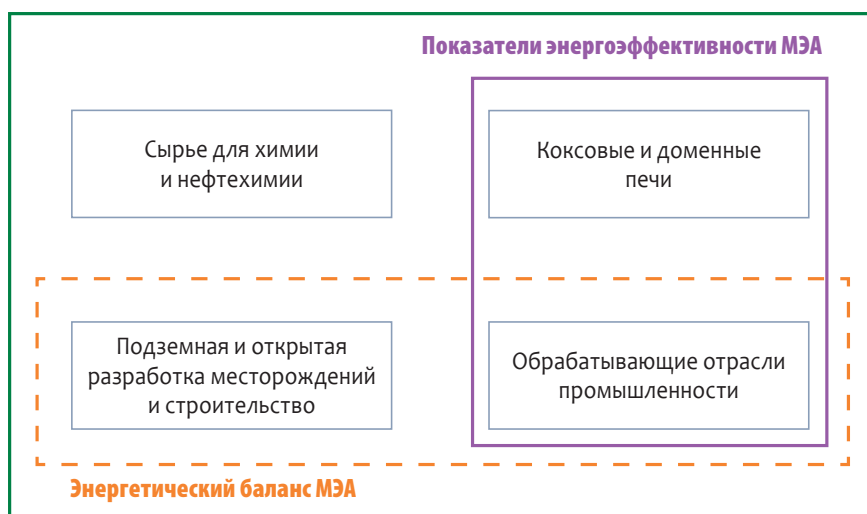 Показатели энергоэффективности МЭА
Сырье для химии
и нефтехимии
Коксовые и доменные
печи
Подземная и открытая
разработка месторождений
и строительство
Обрабатывающие отрасли
промышленности
Энергетический баланс МЭА